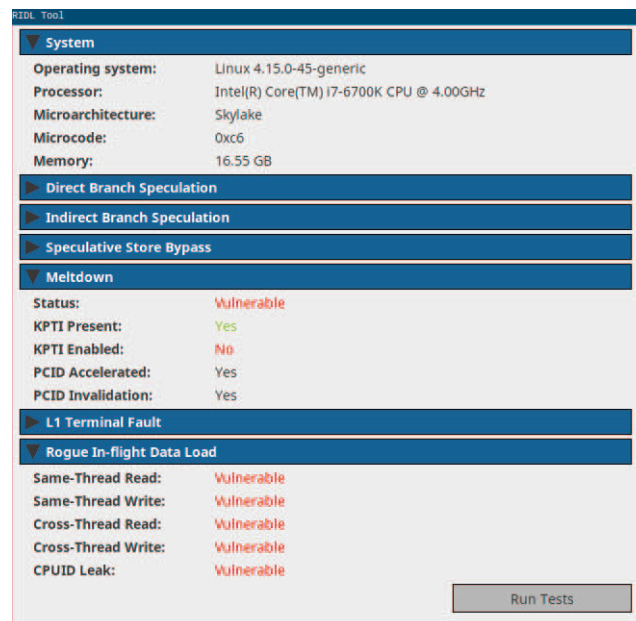 RIDL Tool
System
Operating system: Linux 4.15.0-45-generic
Processor: Intel(R) Core(TM) i7-6700K CPU @ 4.00GHz
Microarchitecture: Skylake
Microcode: 0xc6
Memory: 16.55 GB
Direct Branch Speculation
Indirect Branch Speculation
Speculative Store Bypass
Meltdown
Status: Vulnerable
KPTI Present: Yes
KPTI Enabled: No
PCID Accelerated: Yes
PCID Invalidation: Yes
L1 Terminal Fault
Rogue In-flight Data Load
Same-Thread Read: Vulnerable
Same-Thread Write: Vulnerable
Cross-Thread Read: Vulnerable
Cross-Thread Write: Vulnerable
CPUID Leak: Vulnerable
Run Tests